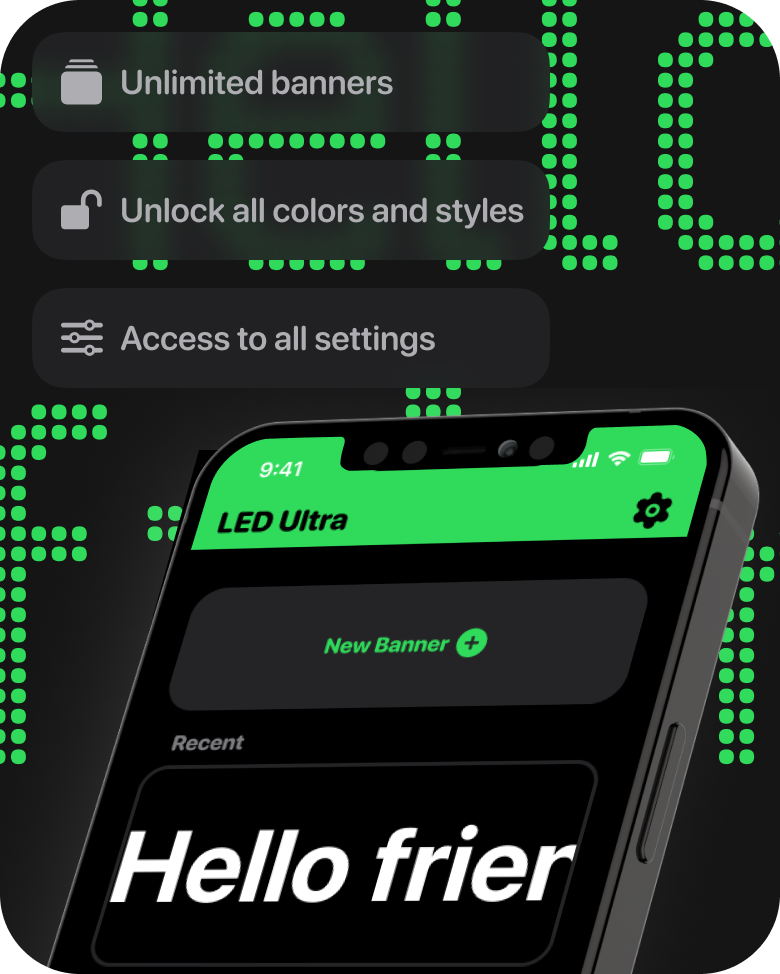 Unlimited banners
Unlock all colors and styles
Access to all settings
9:41
LED Ultra
New Banner
Recent
Hello frien